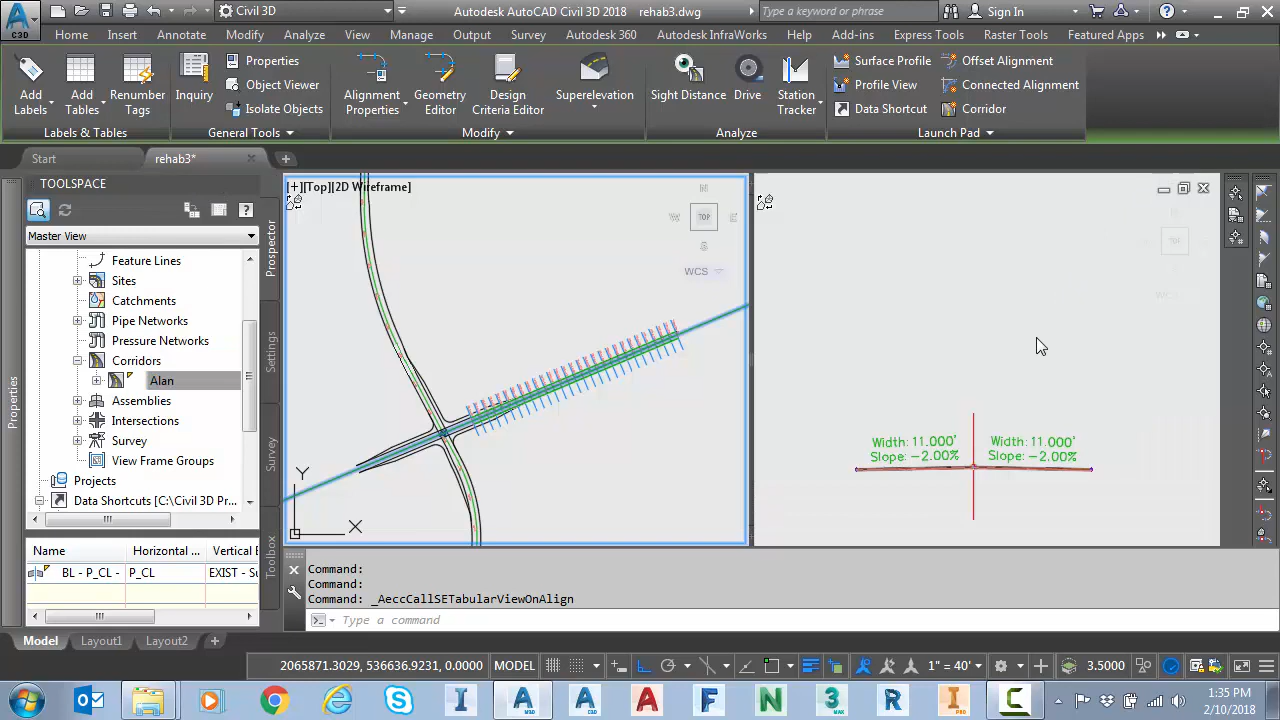 Civil 3D
Autodesk AutoCAD Civil 3D 2018 rehab3.dwg
Type a keyword or phrase
Sign In
C3D
Home Insert Annotate Modify Analyze View Manage Output Survey Autodesk 360 Autodesk InfraWorks Help Add-ins Express Tools Raster Tools Featured Apps
Add Labels
Add Tables
Renumber Tags
Labels & Tables
Inquiry
Properties
Object Viewer
Isolate Objects
General Tools
Alignment Properties
Geometry Editor
Design Criteria Editor
Superelevation
Modify
Sight Distance
Drive
Station Tracker
Analyze
Surface Profile
Profile View
Data Shortcut
Offset Alignment
Connected Alignment
Corridor
Launch Pad
Start
rehab3*
TOOLSPACE
Master View
Feature Lines
Sites
Catchments
Pipe Networks
Pressure Networks
Corridors
Alan
Assemblies
Intersections
Survey
View Frame Groups
Projects
Data Shortcuts [C:\Civil 3D Pr
Name Horizontal ... Vertical E
BL - P_CL - P_CL EXIST - Su
Properties
Prospector
Settings
Survey
Toolbox
[+][Top][2D Wireframe]
TOP
WCS
Y
X
Width: 11.000'
Slope: -2.00%
Width: 11.000'
Slope: -2.00%
Command:
Command:
Command: _AeccCallSETabularViewOnAlign
Type a command
Model Layout1 Layout2
2065871.3029, 536636.9231, 0.0000 MODEL 1" = 40' 3.5000
1:35 PM
2/10/2018